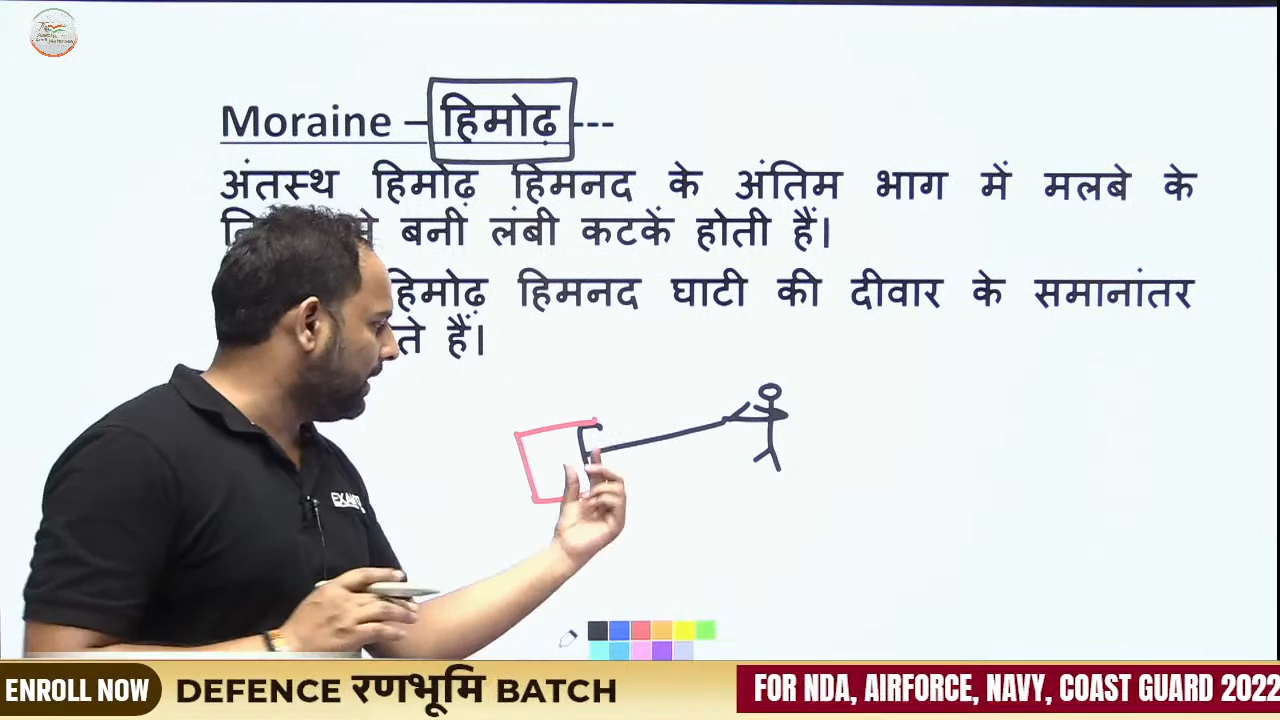 Moraine – हिमोढ़ ---
अंतस्थ हिमोढ़ हिमनद के अंतिम भाग में मलबे के
बनी लंबी कटकें होती हैं।
हिमोढ़ हिमनद घाटी की दीवार के समानांतर
हैं।
ENROLL NOW DEFENCE रणभूमि BATCH FOR NDA, AIRFORCE, NAVY, COAST GUARD 2022